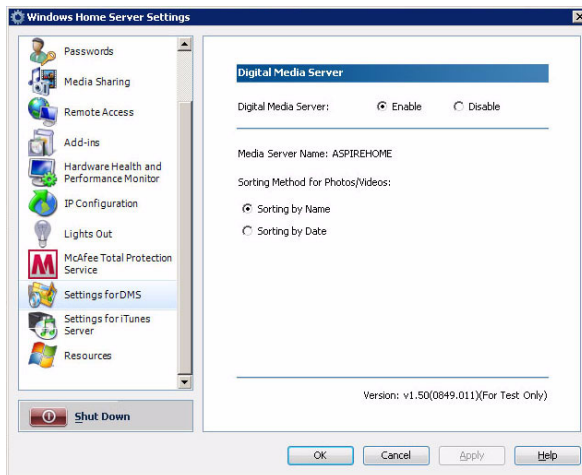 Windows Home Server Settings
Passwords
Media Sharing
Remote Access
Add-ins
Hardware Health and
Performance Monitor
IP Configuration
Lights Out
McAfee Total Protection
Service
Settings for DMS
Settings for iTunes
Server
Resources
Shut Down
Digital Media Server
Digital Media Server: Enable Disable
Media Server Name: ASPIREHOME
Sorting Method for Photos/Videos:
Sorting by Name
Sorting by Date
Version: v1.50(0849.011)(For Test Only)
OK Cancel Apply Help